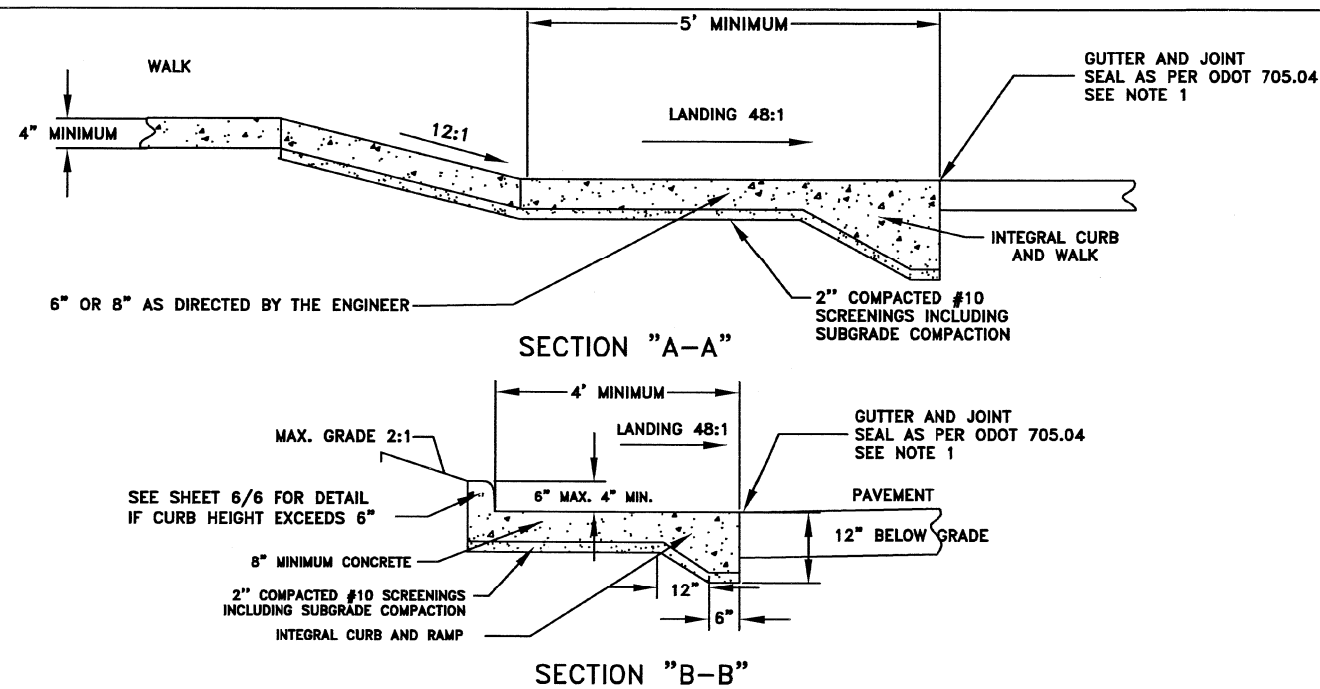 5' MINIMUM
WALK
GUTTER AND JOINT
SEAL AS PER ODOT 705.04
SEE NOTE 1
4" MINIMUM
12:1
LANDING 48:1
INTEGRAL CURB
AND WALK
6" OR 8" AS DIRECTED BY THE ENGINEER
2" COMPACTED #10
SCREENINGS INCLUDING
SUBGRADE COMPACTION
SECTION "A-A"
4' MINIMUM
MAX. GRADE 2:1
LANDING 48:1
GUTTER AND JOINT
SEAL AS PER ODOT 705.04
SEE NOTE 1
SEE SHEET 6/6 FOR DETAIL
IF CURB HEIGHT EXCEEDS 6"
6" MAX. 4" MIN.
PAVEMENT
12" BELOW GRADE
8" MINIMUM CONCRETE
2" COMPACTED #10 SCREENINGS
INCLUDING SUBGRADE COMPACTION
12"
6"
INTEGRAL CURB AND RAMP
SECTION "B-B"